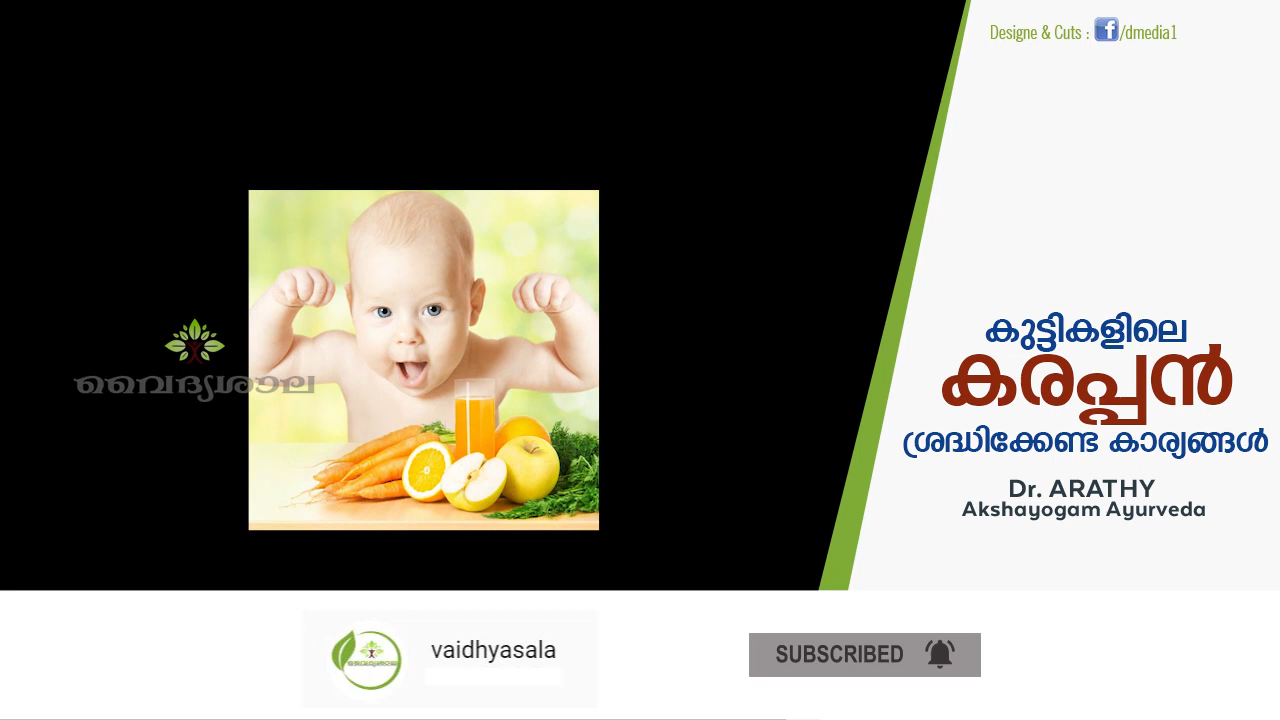 Designe & Cuts : f/dmedia1
വൈദ്യശാല
കുട്ടികളിലെ
കരപ്പൻ
ശ്രദ്ധിക്കേണ്ട കാര്യങ്ങൾ
Dr. ARATHY
Akshayogam Ayurveda
vaidhyasala
SUBSCRIBED